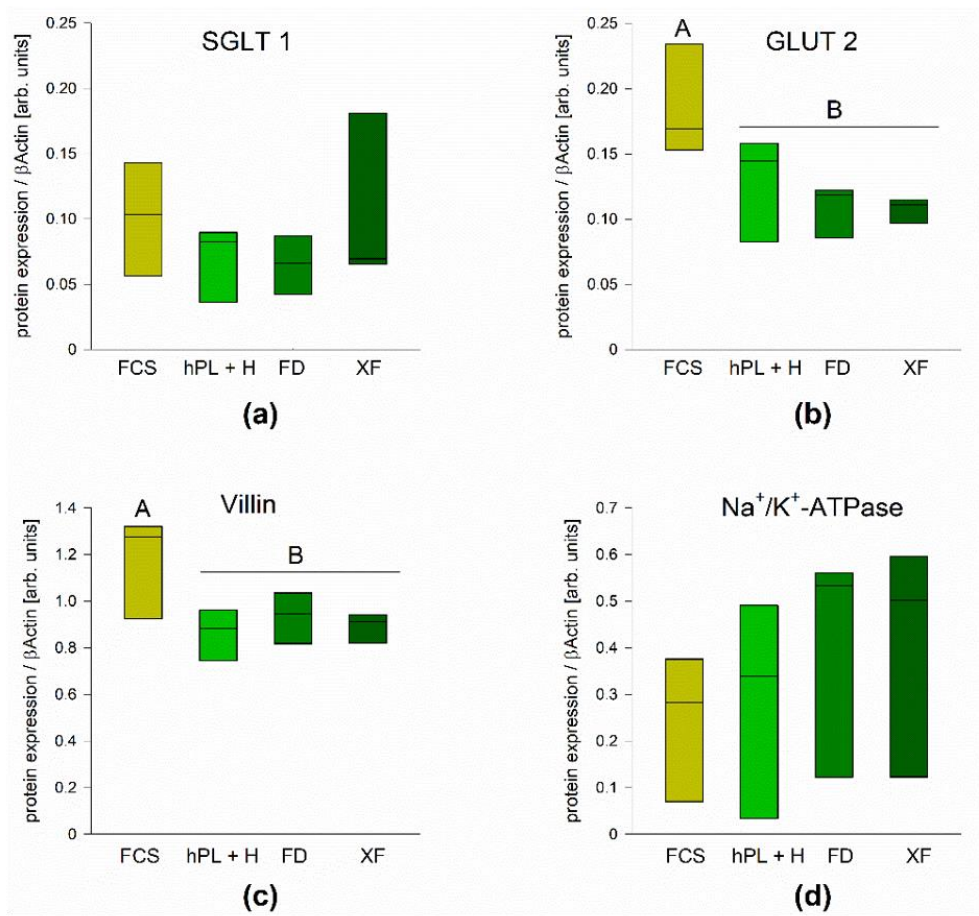 SGLT 1
protein expression / βActin [arb. units]
0.25
0.20
0.15
0.10
0.05
0
FCS hPL + H FD XF
(a)
GLUT 2
protein expression / βActin [arb. units]
0.25
0.20
0.15
0.10
0.05
0
A
B
FCS hPL + H FD XF
(b)
Villin
protein expression / βActin [arb. units]
1.4
1.2
1.0
0.8
0.6
0.4
0.2
0
A
B
FCS hPL + H FD XF
(c)
Na⁺/K⁺-ATPase
protein expression / βActin [arb. units]
0.7
0.6
0.5
0.4
0.3
0.2
0.1
0
FCS hPL + H FD XF
(d)